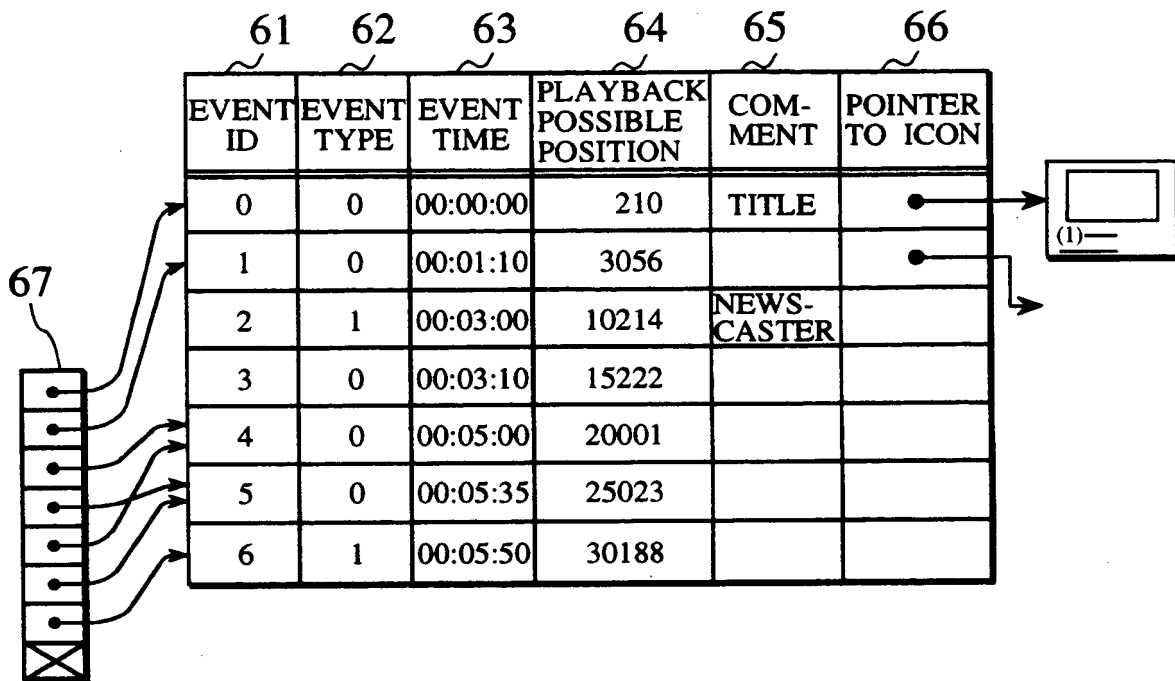 61 62 63 64 65 66
EVENT ID EVENT TYPE EVENT TIME PLAYBACK POSSIBLE POSITION COM-MENT POINTER TO ICON
0 0 00:00:00 210 TITLE
(1)
1 0 00:01:10 3056
67
2 1 00:03:00 10214 NEWS-CASTER
3 0 00:03:10 15222
4 0 00:05:00 20001
5 0 00:05:35 25023
6 1 00:05:50 30188